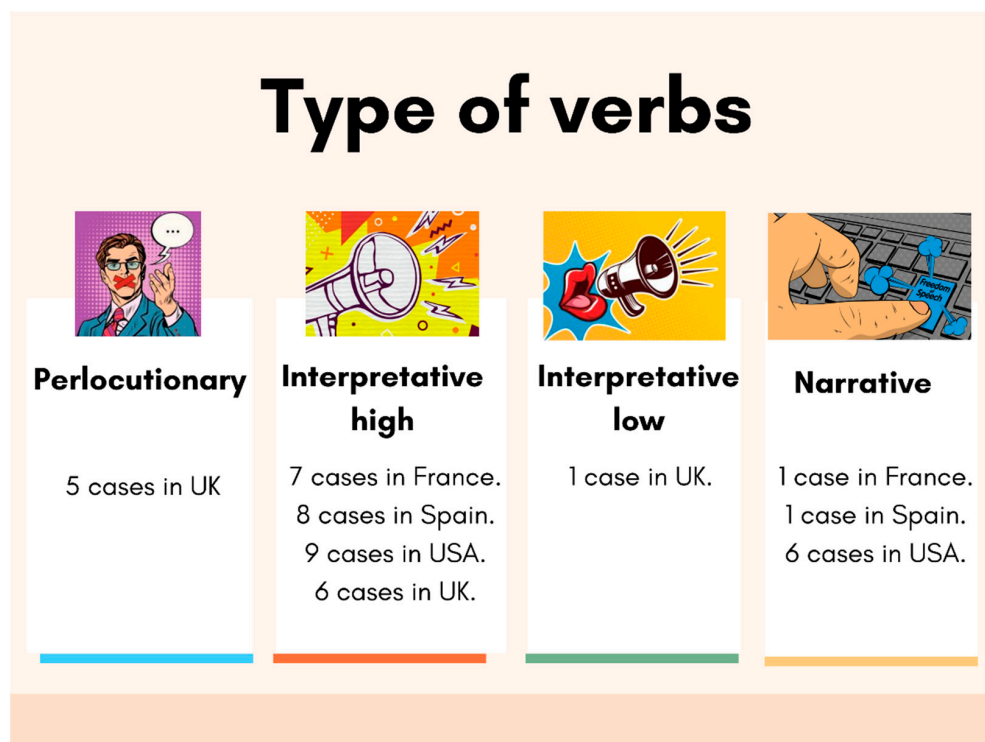 Type of verbs
...
Freedom
of
Speech
Perlocutionary
5 cases in UK
Interpretative
high
7 cases in France.
8 cases in Spain.
9 cases in USA.
6 cases in UK.
Interpretative
low
1 case in UK.
Narrative
1 case in France.
1 case in Spain.
6 cases in USA.